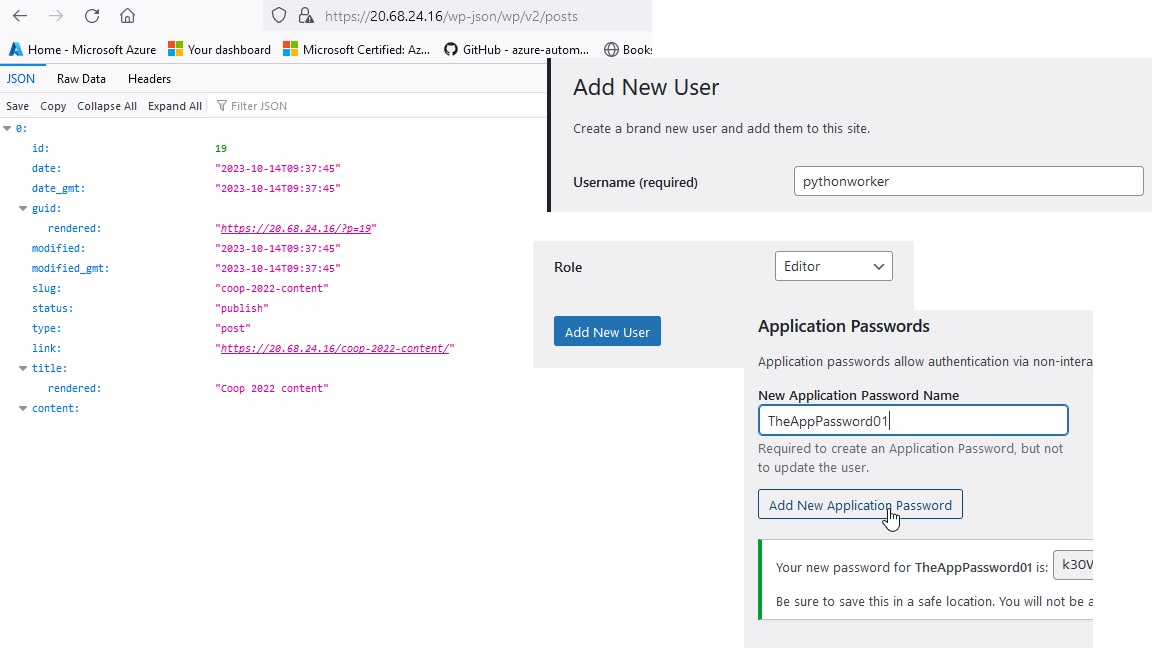 https://20.68.24.16/wp-json/wp/v2/posts
Home - Microsoft Azure
Your dashboard
Microsoft Certified: Az...
GitHub - azure-autom...
Books
JSON
Raw Data
Headers
Save
Copy
Collapse All
Expand All
Filter JSON
0:
id: 19
date: "2023-10-14T09:37:45"
date_gmt: "2023-10-14T09:37:45"
guid:
rendered: "https://20.68.24.16/?p=19"
modified: "2023-10-14T09:37:45"
modified_gmt: "2023-10-14T09:37:45"
slug: "coop-2022-content"
status: "publish"
type: "post"
link: "https://20.68.24.16/coop-2022-content/"
title:
rendered: "Coop 2022 content"
content:
Add New User
Create a brand new user and add them to this site.
Username (required) pythonworker
Role Editor
Add New User
Application Passwords
Application passwords allow authentication via non-intera
New Application Password Name
TheAppPassword01
Required to create an Application Password, but not
to update the user.
Add New Application Password
Your new password for TheAppPassword01 is: k30V
Be sure to save this in a safe location. You will not be a